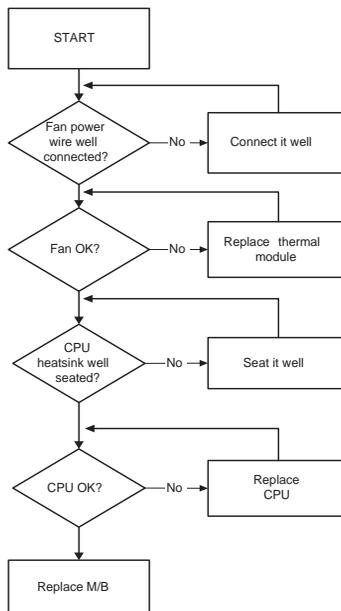 START
Fan power
wire well
connected?
No
Connect it well
Fan OK?
No
Replace thermal
module
CPU
heatsink well
seated?
No
Seat it well
CPU OK?
No
Replace
CPU
Replace M/B